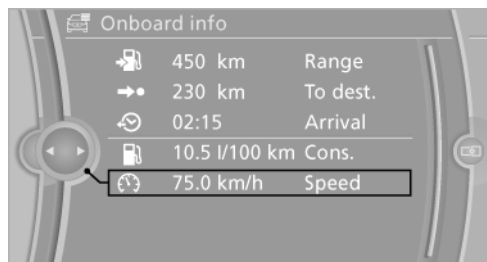 Onboard info
450 km Range
230 km To dest.
02:15 Arrival
10.5 l/100 km Cons.
75.0 km/h Speed